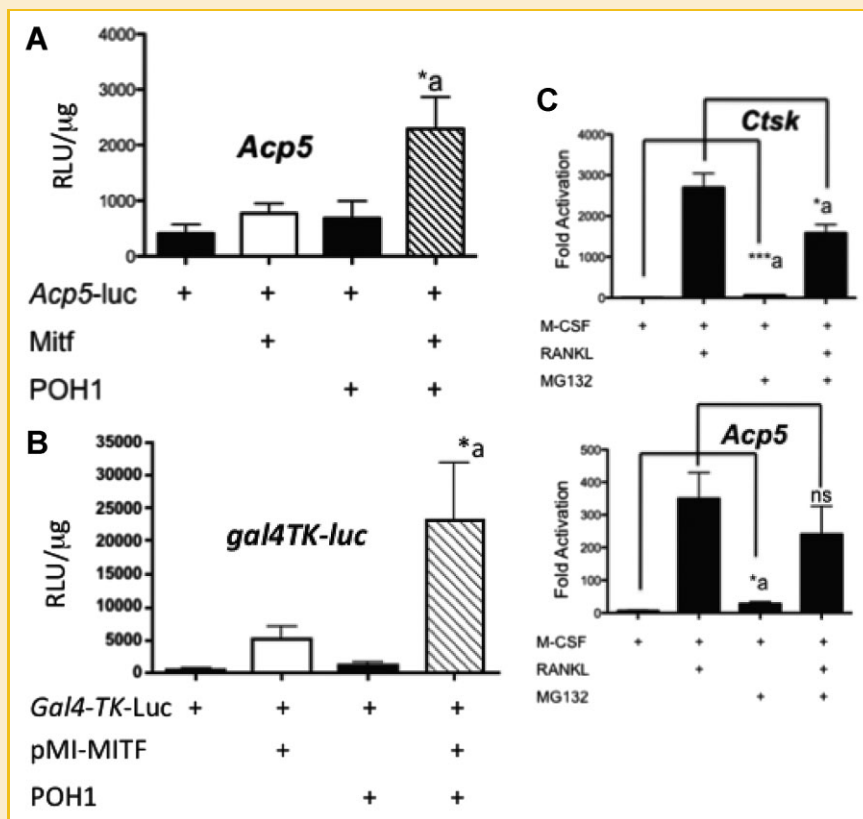 A
RLU/µg
4000
3000
2000
1000
0
Acp5
*a
Acp5-luc + + + +
Mitf + +
POH1 + +
B
RLU/µg
35000
30000
25000
20000
15000
10000
5000
0
gal4TK-luc
*a
Gal4-TK-Luc + + + +
pMI-MITF + +
POH1 + +
C
Ctsk
Fold Activation
4000
3000
2000
1000
0
***a
*a
M-CSF + + + +
RANKL + +
MG132 + +
Acp5
Fold Activation
500
400
300
200
100
0
*a
ns
M-CSF + + + +
RANKL + +
MG132 + +